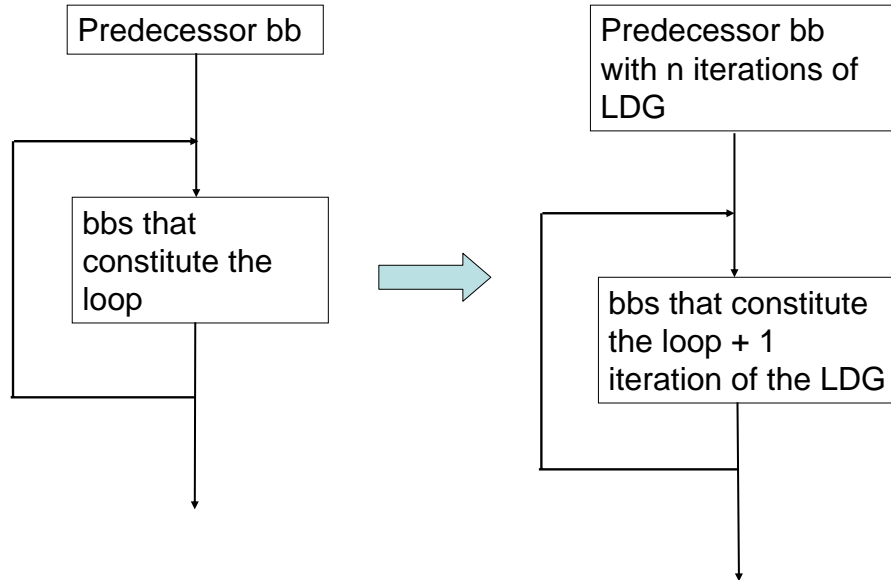 Predecessor bb
bbs that
constitute the
loop
Predecessor bb
with n iterations of
LDG
bbs that constitute
the loop + 1
iteration of the LDG